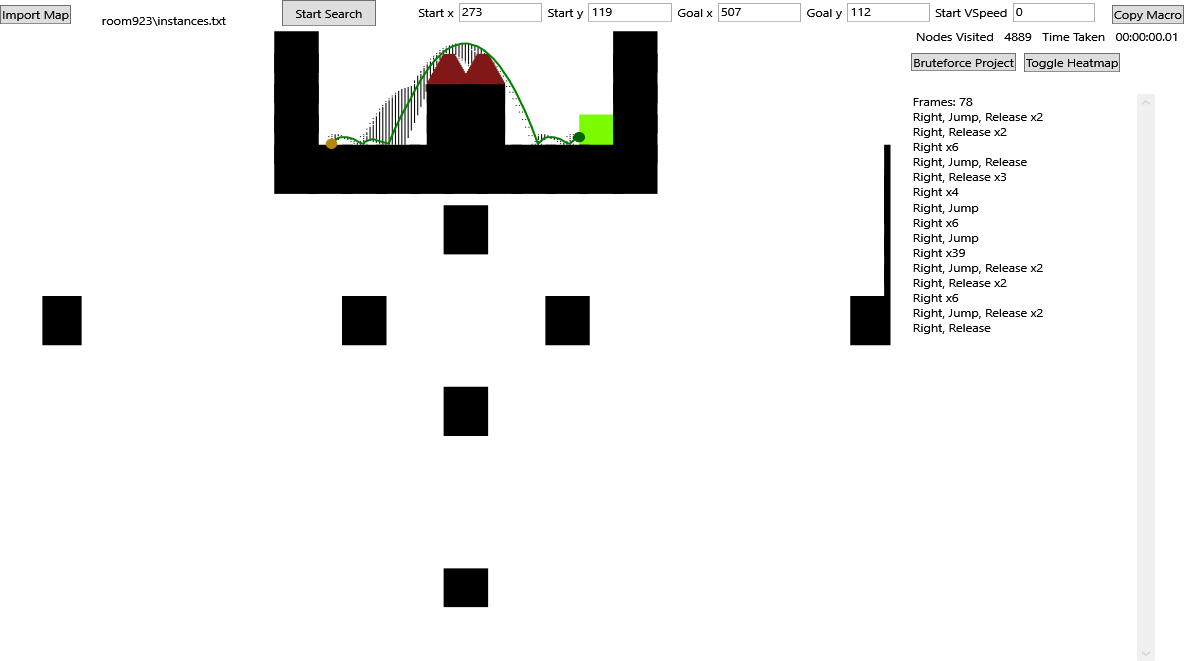 Import Map
room923\instances.txt
Start Search
Start x 273 Start y 119 Goal x 507 Goal y 112 Start VSpeed 0
Copy Macro
Nodes Visited 4889 Time Taken 00:00:00.01
Bruteforce Project Toggle Heatmap
Frames: 78
Right, Jump, Release x2
Right, Release x2
Right x6
Right, Jump, Release
Right, Release x3
Right x4
Right, Jump
Right x6
Right, Jump
Right x39
Right, Jump, Release x2
Right, Release x2
Right x6
Right, Jump, Release x2
Right, Release